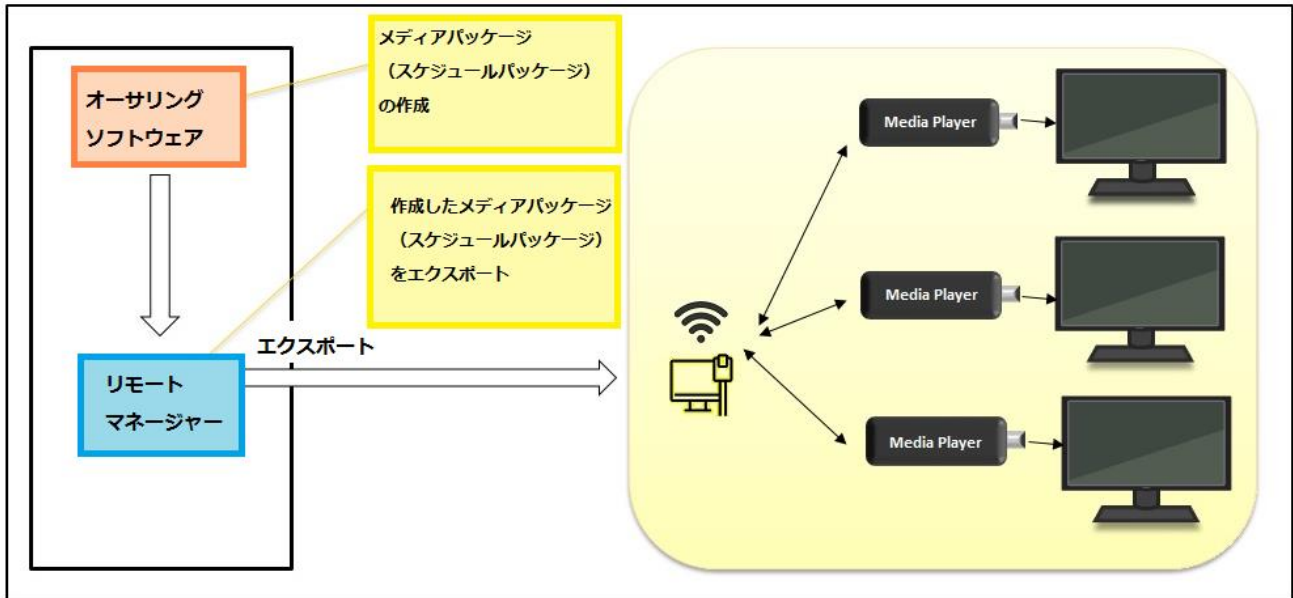 メディアパッケージ
（スケジュールパッケージ）
の作成
オーサリング
ソフトウェア
作成したメディアパッケージ
（スケジュールパッケージ）
をエクスポート
エクスポート
リモート
マネージャー
Media Player
Media Player
Media Player